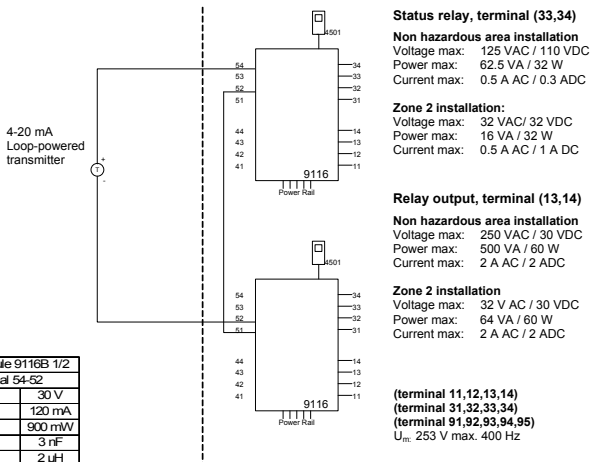 4501
54
53
52
51
34
33
32
31
44
43
42
41
14
13
12
11
9116
Power Rail
4-20 mA
Loop-powered
transmitter
+
T
-
4501
54
53
52
51
34
33
32
31
44
43
42
41
14
13
12
11
9116
Power Rail
9116B 1/2
54-52
30 V
120 mA
900 mW
3 nF
2 µH
Status relay, terminal (33,34)
Non hazardous area installation
Voltage max: 125 VAC / 110 VDC
Power max: 62.5 VA / 32 W
Current max: 0.5 A AC / 0.3 ADC
Zone 2 installation:
Voltage max: 32 VAC/ 32 VDC
Power max: 16 VA / 32 W
Current max: 0.5 A AC / 1 A DC
Relay output, terminal (13,14)
Non hazardous area installation
Voltage max: 250 VAC / 30 VDC
Power max: 500 VA / 60 W
Current max: 2 A AC / 2 ADC
Zone 2 installation
Voltage max: 32 V AC / 30 VDC
Power max: 64 VA / 60 W
Current max: 2 A AC / 2 ADC
(terminal 11,12,13,14)
(terminal 31,32,33,34)
(terminal 91,92,93,94,95)
Um: 253 V max. 400 Hz